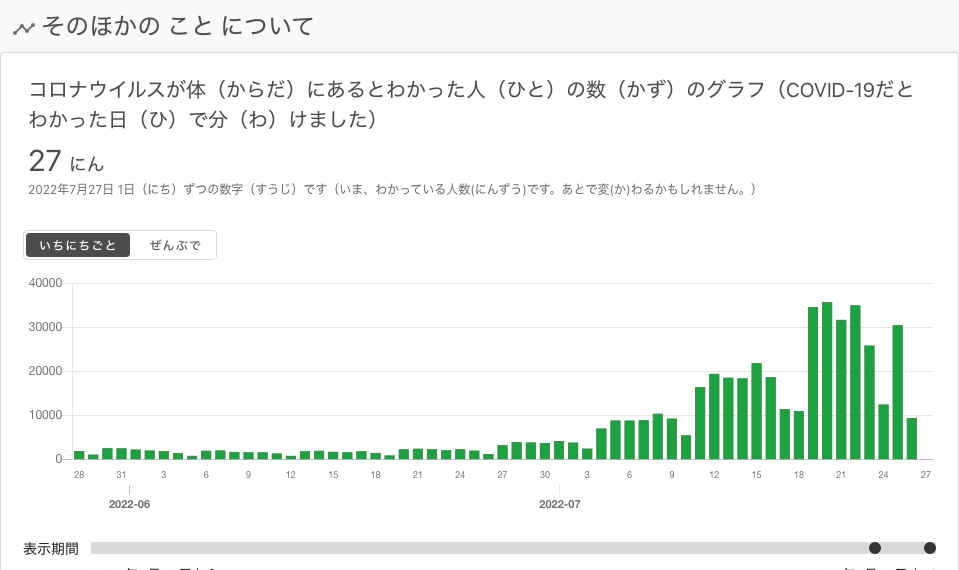 そのほかの こと について
コロナウイルスが体（からだ）にあるとわかった人（ひと）の数（かず）のグラフ（COVID-19だと
わかった日（ひ）で分（わ）けました）
27 にん
2022年7月27日 1日（にち）ずつの数字（すうじ）です（いま、わかっている人数(にんずう)です。あとで変(か)わるかもしれません。）
いちにちごと ぜんぶで
40000
30000
20000
10000
0
28 31 3 6 9 12 15 18 21 24 27 30 3 6 9 12 15 18 21 24 27
2022-06 2022-07
表示期間